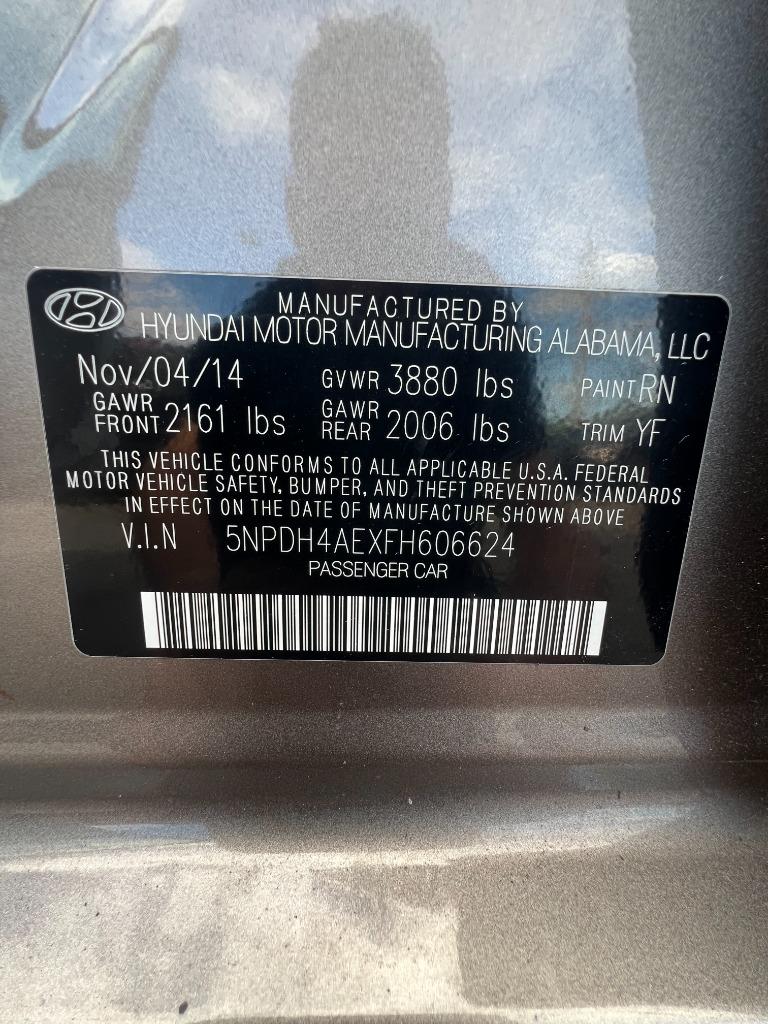 MANUFACTURED BY
HYUNDAI MOTOR MANUFACTURING ALABAMA, LLC
Nov/04/14 GVWR 3880 lbs PAINT RN
GAWR FRONT 2161 lbs GAWR REAR 2006 lbs TRIM YF
THIS VEHICLE CONFORMS TO ALL APPLICABLE U.S.A. FEDERAL
MOTOR VEHICLE SAFETY, BUMPER, AND THEFT PREVENTION STANDARDS
IN EFFECT ON THE DATE OF MANUFACTURE SHOWN ABOVE
V.I.N 5NPDH4AEXFH606624
PASSENGER CAR